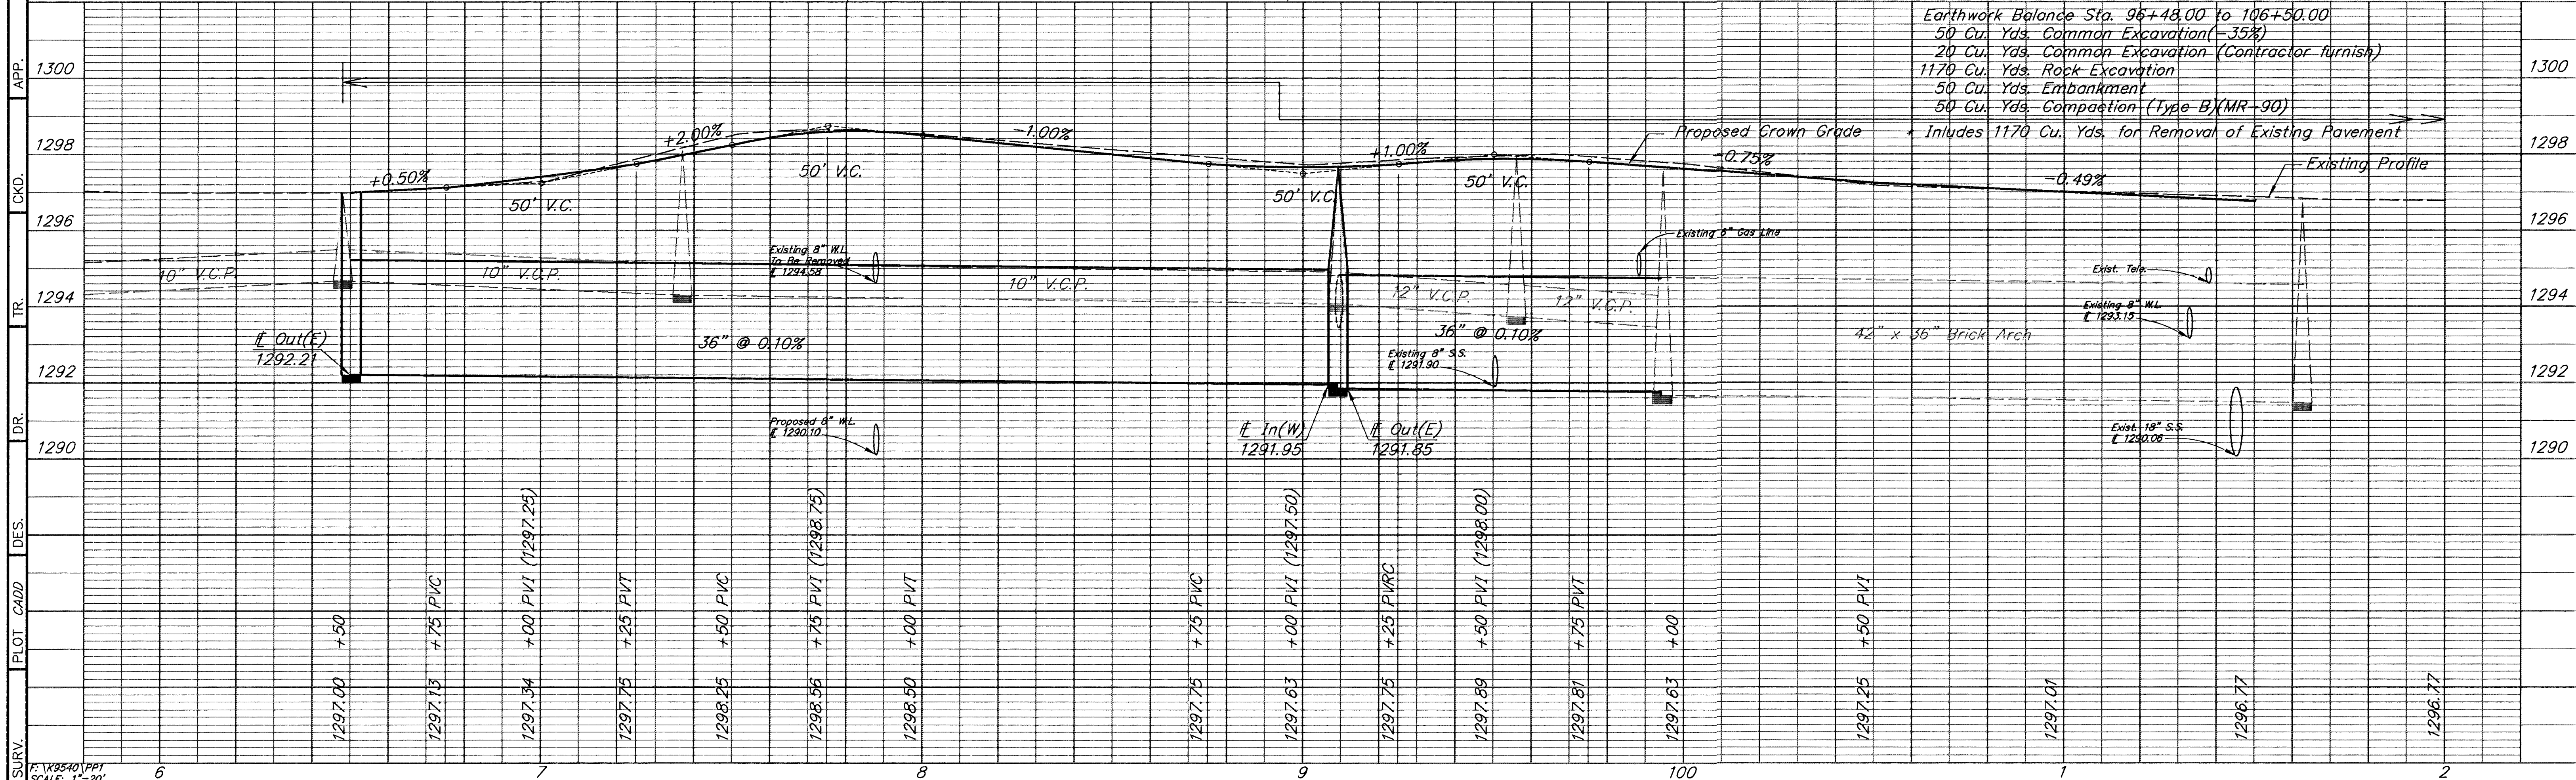 Earthwork Balance Sta. 96+48.00 to 106+50.00
50 Cu. Yds. Common Excavation(-35%)
20 Cu. Yds. Common Excavation (Contractor furnish)
1170 Cu. Yds. Rock Excavation
50 Cu. Yds. Embankment
50 Cu. Yds. Compaction (Type B)(MR-90)
* Inludes 1170 Cu. Yds. for Removal of Existing Pavement
APP.
CKD.
TR.
DR.
DES.
PLOT CADD
SURV.
1300
1298
1296
1294
1292
1290
1300
1298
1296
1294
1292
1290
+0.50%
+2.00%
-1.00%
+1.00%
-0.75%
-0.49%
50' V.C.
50' V.C.
50' V.C.
50' V.C.
Proposed Crown Grade
Existing Profile
10" V.C.P.
10" V.C.P.
10" V.C.P.
12" V.C.P.
12" V.C.P.
Existing 8" W.L.
To Be Removed
℄ 1294.58
Existing 6" Gas Line
Exist. Tele.
Existing 8" W.L.
℄ 1293.15
42" x 36" Brick Arch
36" @ 0.10%
36" @ 0.10%
Existing 8" S.S.
℄ 1291.90
Exist. 18" S.S.
℄ 1290.06
Proposed 8" W.L.
℄ 1290.10
Out(E)
1292.21
In(W)
1291.95
Out(E)
1291.85
1297.00 +50
1297.13 +75 PVC
1297.34 +00 PVI (1297.25)
1297.75 +25 PVT
1298.25 +50 PVC
1298.56 +75 PVI (1298.75)
1298.50 +00 PVT
1297.75 +75 PVC
1297.63 +00 PVI (1297.50)
1297.75 +25 PVRC
1297.89 +50 PVI (1298.00)
1297.81 +75 PVT
1297.63 +00
1297.25 +50 PVI
1297.01
1296.77
1296.77
F:\K9540\PP1
SCALE: 1"=20'
6 7 8 9 100 1 2